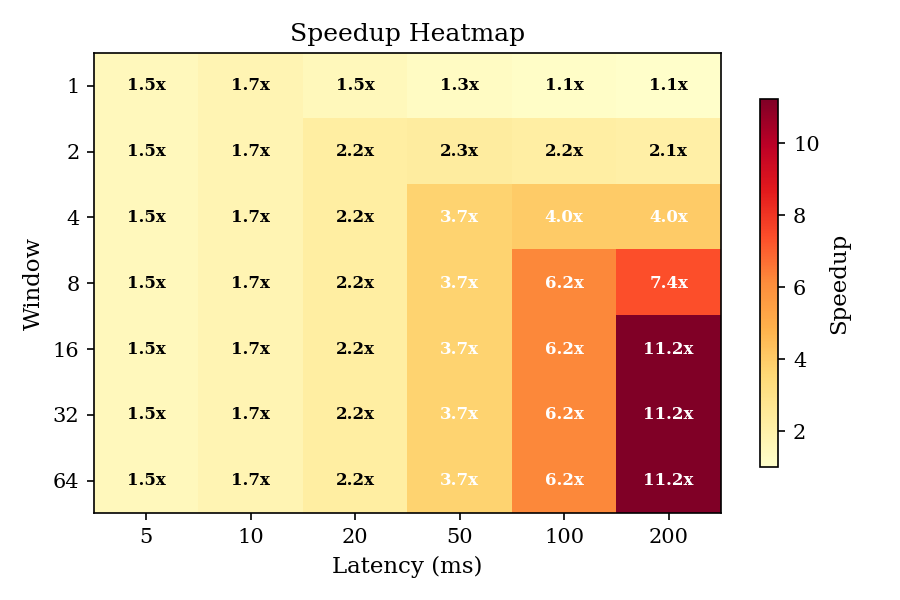 Speedup Heatmap
1 1.5x 1.7x 1.5x 1.3x 1.1x 1.1x
2 1.5x 1.7x 2.2x 2.3x 2.2x 2.1x
4 1.5x 1.7x 2.2x 3.7x 4.0x 4.0x
8 1.5x 1.7x 2.2x 3.7x 6.2x 7.4x
16 1.5x 1.7x 2.2x 3.7x 6.2x 11.2x
32 1.5x 1.7x 2.2x 3.7x 6.2x 11.2x
64 1.5x 1.7x 2.2x 3.7x 6.2x 11.2x
5 10 20 50 100 200
Latency (ms)
Window
10
8
6
4
2
Speedup